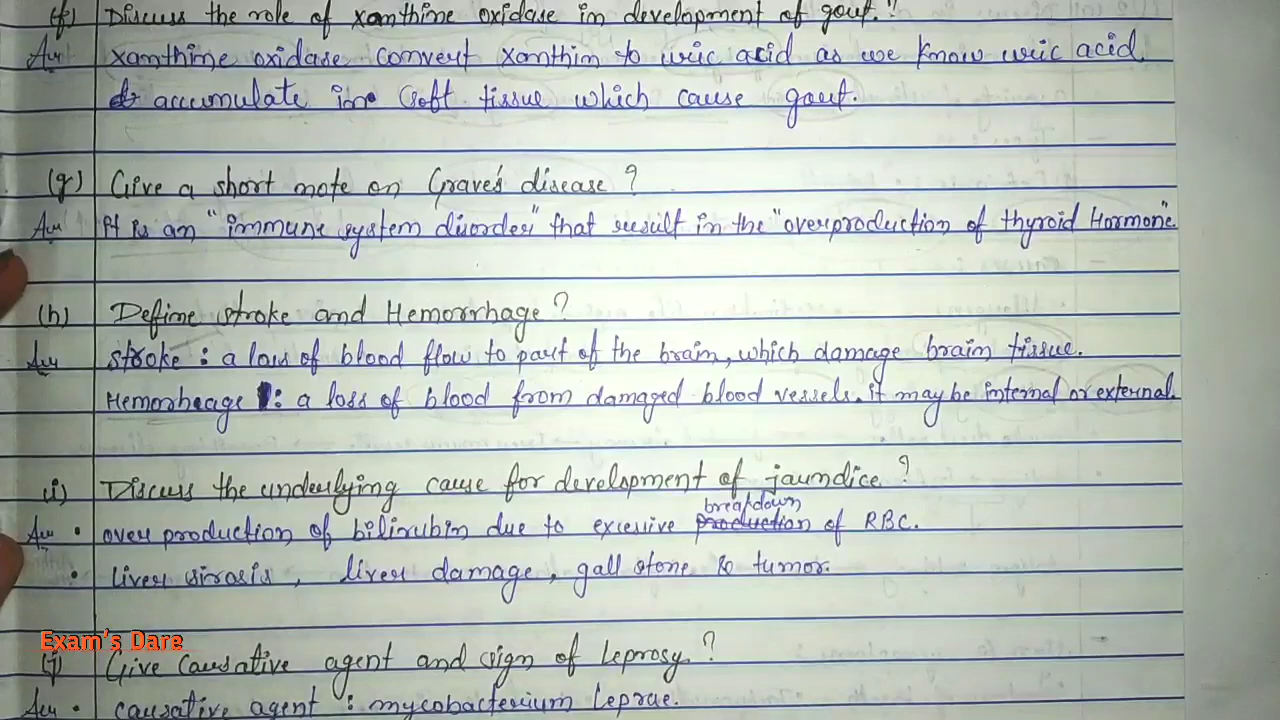 (f) Discuss the role of xanthine oxidase in development of gout.?
Ans xanthine oxidase convert xanthin to uric acid as we know uric acid
accumulate in soft tissue which cause gout.
(g) Give a short note on Grave's disease ?
Ans It is an "immune system disorder" that result in the "overproduction of thyroid Harmone"
(h) Define stroke and Hemorrhage ?
Ans stroke : a loss of blood flow to part of the brain, which damage brain tissue.
Hemorrhage : a loss of blood from damaged blood vessels. it may be internal or external.
(i) Discuss the underlying cause for development of jaundice ?
breakdown
Ans • over production of bilirubin due to excessive production of RBC.
• liver sirosis, liver damage, gall stone & tumor.
Exam's Dare
(j) Give causative agent and sign of Leprosy ?
Ans • causative agent : mycobacterium Leprae.